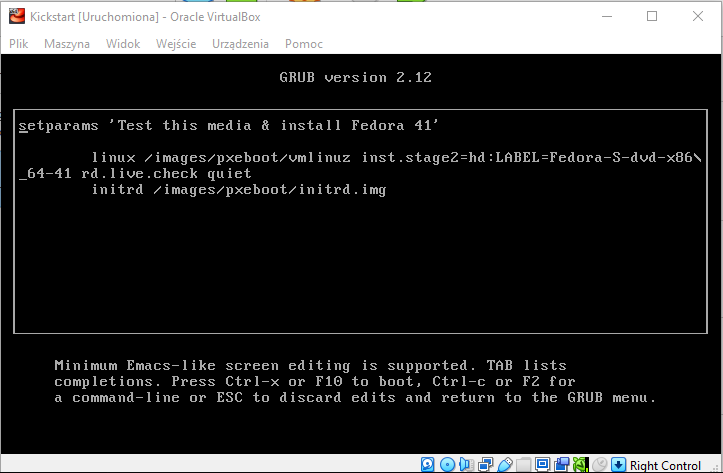 Kickstart [Uruchomiona] - Oracle VirtualBox
Plik Maszyna Widok Wejście Urządzenia Pomoc
GRUB version 2.12
setparams 'Test this media & install Fedora 41'
linux /images/pxeboot/vmlinuz inst.stage2=hd:LABEL=Fedora-S-dvd-x86\
_64-41 rd.live.check quiet
initrd /images/pxeboot/initrd.img
Minimum Emacs-like screen editing is supported. TAB lists
completions. Press Ctrl-x or F10 to boot, Ctrl-c or F2 for
a command-line or ESC to discard edits and return to the GRUB menu.
Right Control